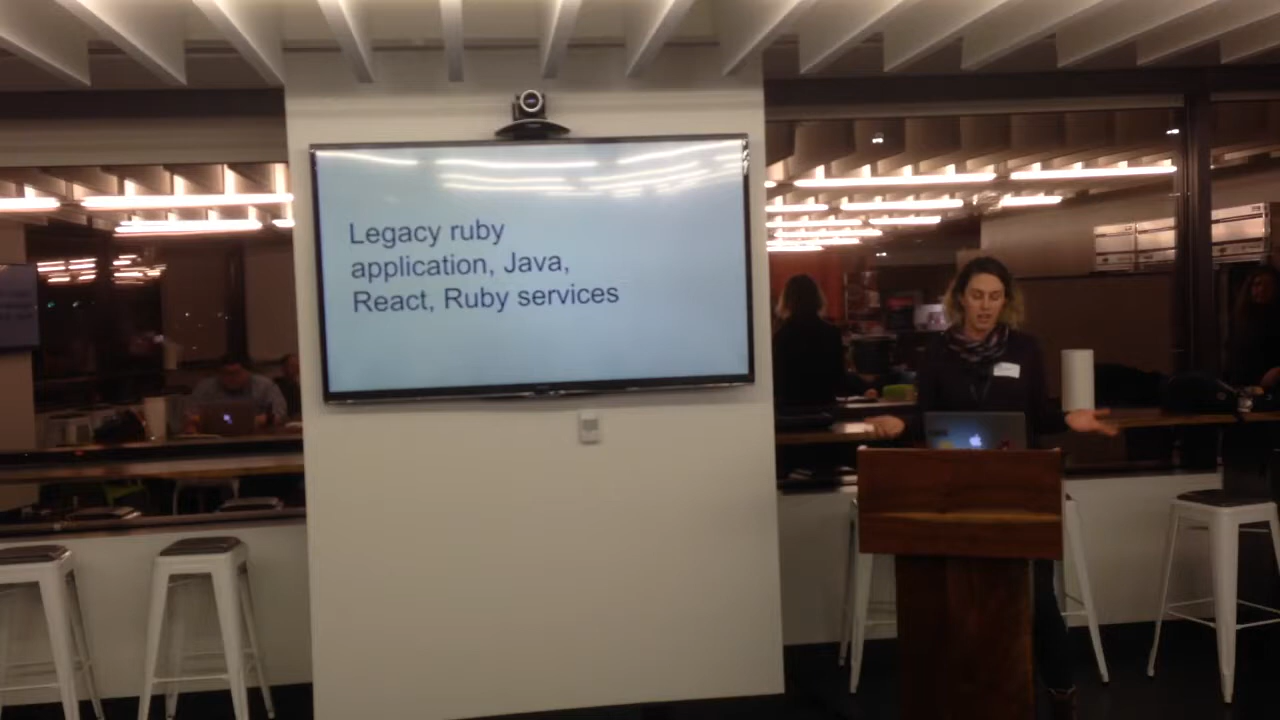 Legacy ruby
application, Java,
React, Ruby services